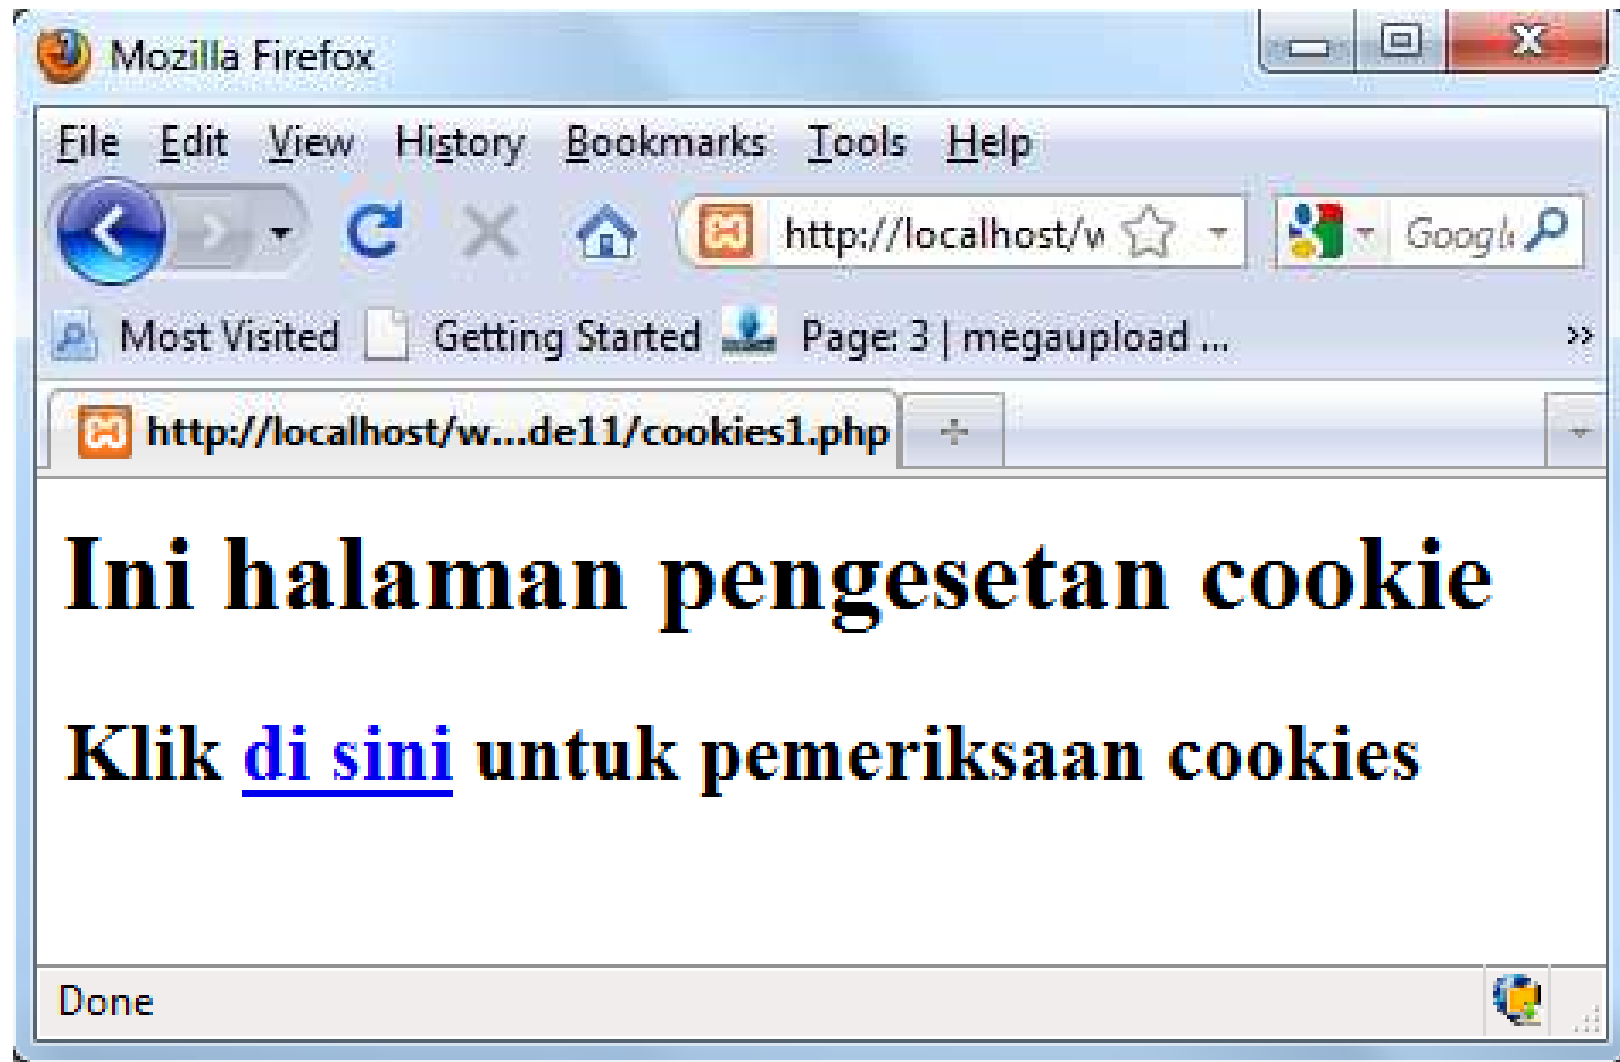 Mozilla Firefox
File Edit View History Bookmarks Tools Help
http://localhost/w
Most Visited Getting Started Page: 3 | megaupload ... »
http://localhost/w...de11/cookies1.php
Ini halaman pengesetan cookie
Klik di sini untuk pemeriksaan cookies
Done